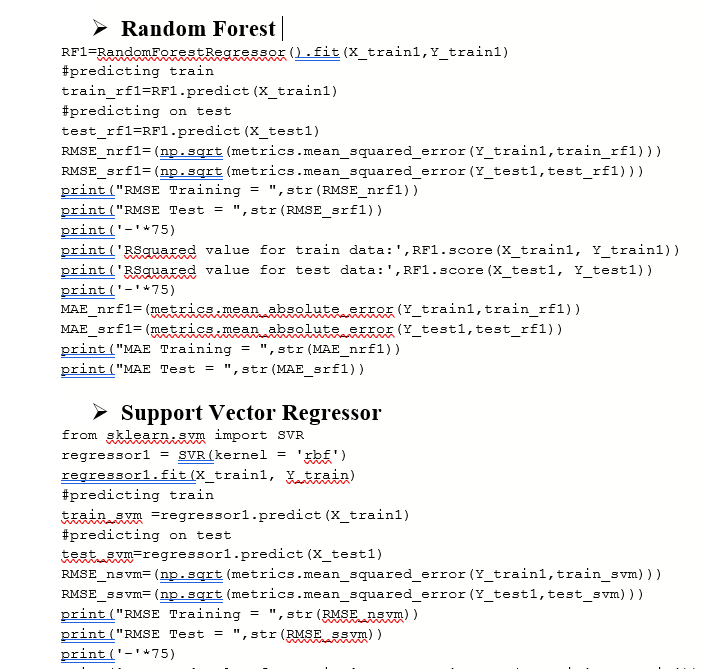 ➤ Random Forest
RF1=RandomForestRegressor().fit(X_train1,Y_train1)
#predicting train
train_rf1=RF1.predict(X_train1)
#predicting on test
test_rf1=RF1.predict(X_test1)
RMSE_nrf1=(np.sqrt(metrics.mean_squared_error(Y_train1,train_rf1)))
RMSE_srf1=(np.sqrt(metrics.mean_squared_error(Y_test1,test_rf1)))
print("RMSE Training = ",str(RMSE_nrf1))
print("RMSE Test = ",str(RMSE_srf1))
print('-'*75)
print('RSquared value for train data:',RF1.score(X_train1, Y_train1))
print('RSquared value for test data:',RF1.score(X_test1, Y_test1))
print('-'*75)
MAE_nrf1=(metrics.mean_absolute_error(Y_train1,train_rf1))
MAE_srf1=(metrics.mean_absolute_error(Y_test1,test_rf1))
print("MAE Training = ",str(MAE_nrf1))
print("MAE Test = ",str(MAE_srf1))
➤ Support Vector Regressor
from sklearn.svm import SVR
regressor1 = SVR(kernel = 'rbf')
regressor1.fit(X_train1, Y_train)
#predicting train
train_svm =regressor1.predict(X_train1)
#predicting on test
test_svm=regressor1.predict(X_test1)
RMSE_nsvm=(np.sqrt(metrics.mean_squared_error(Y_train1,train_svm)))
RMSE_ssvm=(np.sqrt(metrics.mean_squared_error(Y_test1,test_svm)))
print("RMSE Training = ",str(RMSE_nsvm))
print("RMSE Test = ",str(RMSE_ssvm))
print('-'*75)